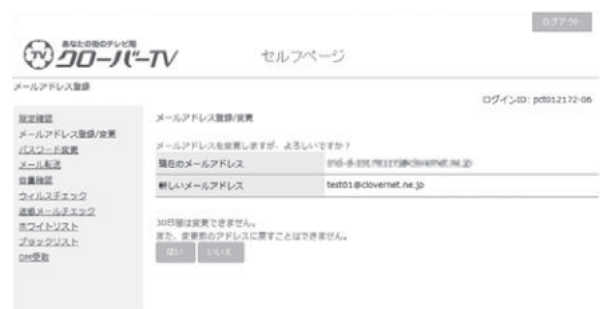 ログアウト
あなたの街のテレビ局
クローバーTV
セルフページ
メールアドレス登録
ログインID: pct012172-06
設定確認
メールアドレス登録/変更
パスワード変更
メール転送
容量確認
ウィルスチェック
迷惑メールチェック
ホワイトリスト
ブラックリスト
DM受取
メールアドレス登録/変更
メールアドレスを変更しますが、よろしいですか?
現在のメールアドレス
新しいメールアドレス test01@clovernet.ne.jp
30日間は変更できません。
また、変更前のアドレスに戻すことはできません。
はい いいえ